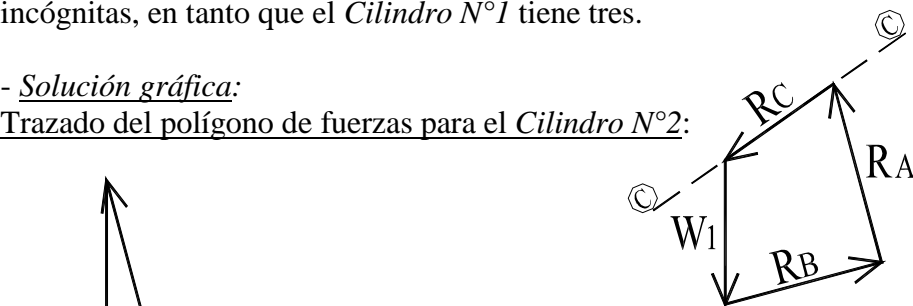 incógnitas, en tanto que el Cilindro N°1 tiene tres.
- Solución gráfica:
Trazado del polígono de fuerzas para el Cilindro N°2:
C
RC
RA
C
W1
RB